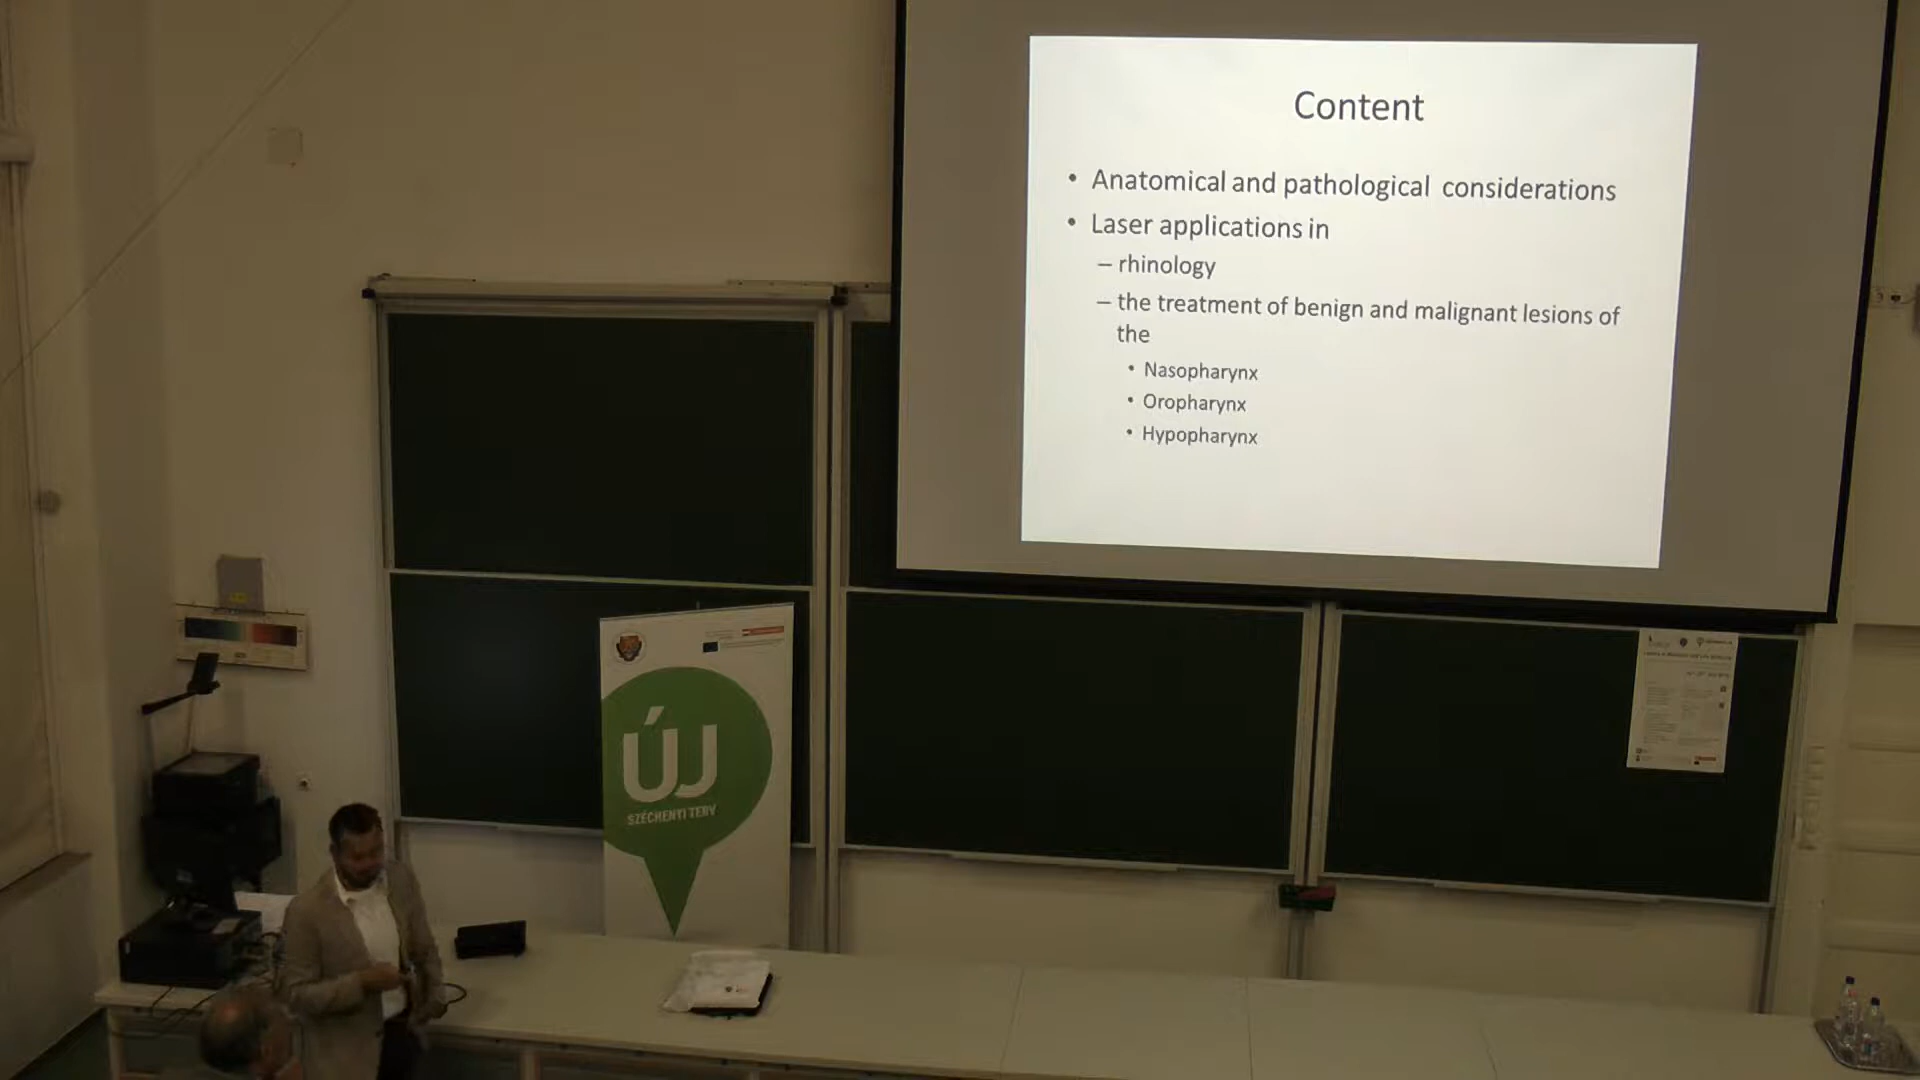 Content
• Anatomical and pathological considerations
• Laser applications in
– rhinology
– the treatment of benign and malignant lesions of
the
• Nasopharynx
• Oropharynx
• Hypopharynx
ÚJ
SZÉCHENYI TERV